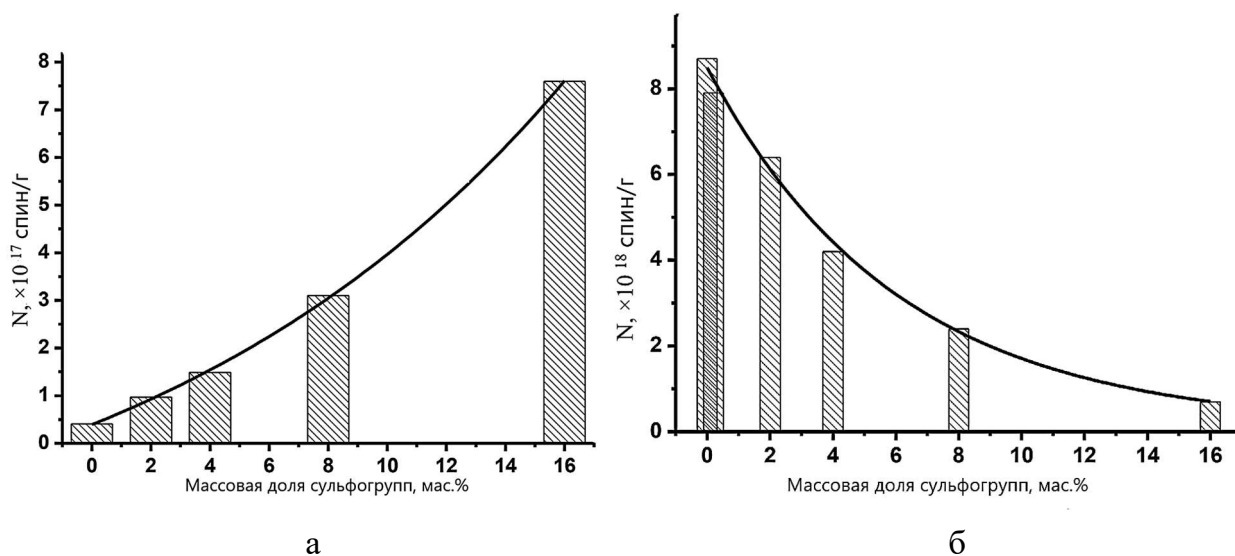 8
7
6
5
4
3
2
1
0
N, ×10 17 спин/г
0 2 4 6 8 10 12 14 16
Массовая доля сульфогрупп, мас.%
а
8
6
4
2
0
N, ×10 18 спин/г
0 2 4 6 8 10 12 14 16
Массовая доля сульфогрупп, мас.%
б